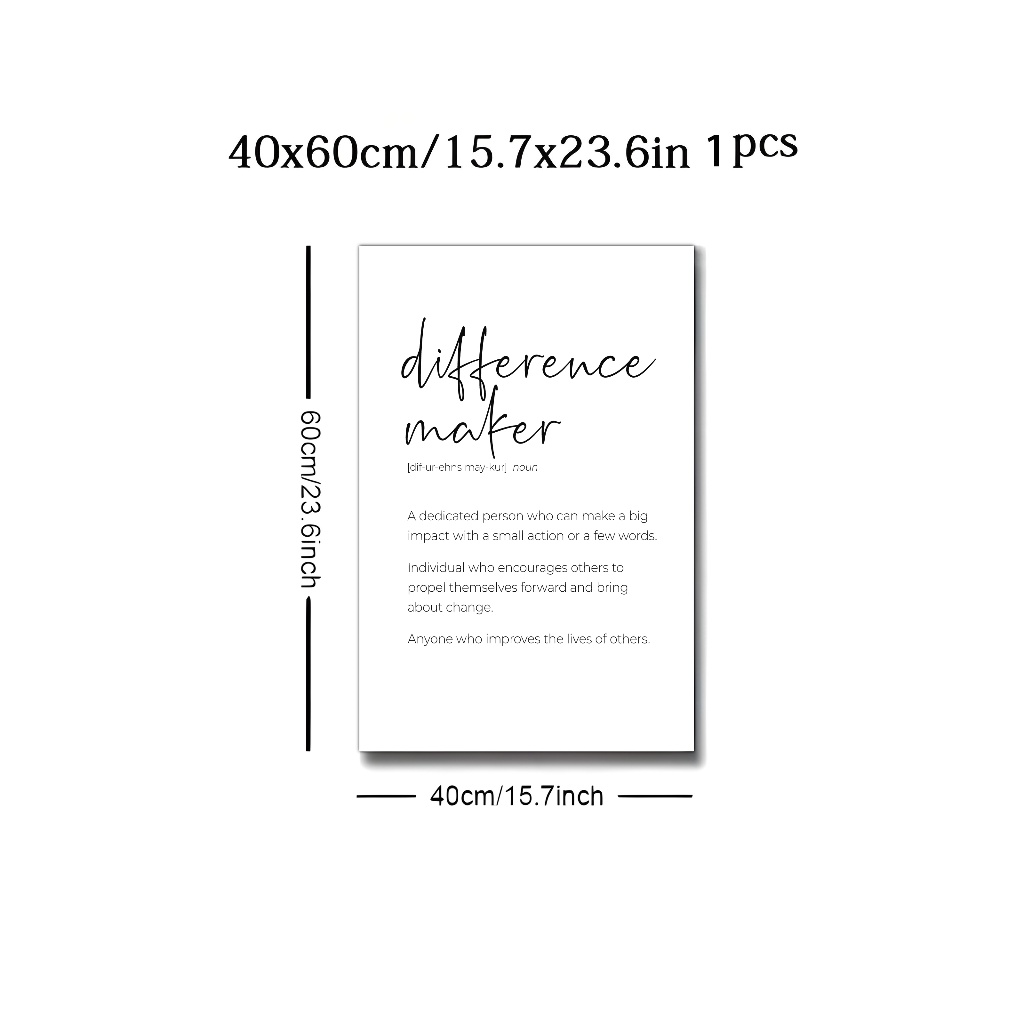 40x60cm/15.7x23.6in 1pcs
60cm/23.6inch
difference
maker
[dif-ur-ehns may-kur] noun
A dedicated person who can make a big
impact with a small action or a few words.
Individual who encourages others to
propel themselves forward and bring
about change.
Anyone who improves the lives of others.
40cm/15.7inch